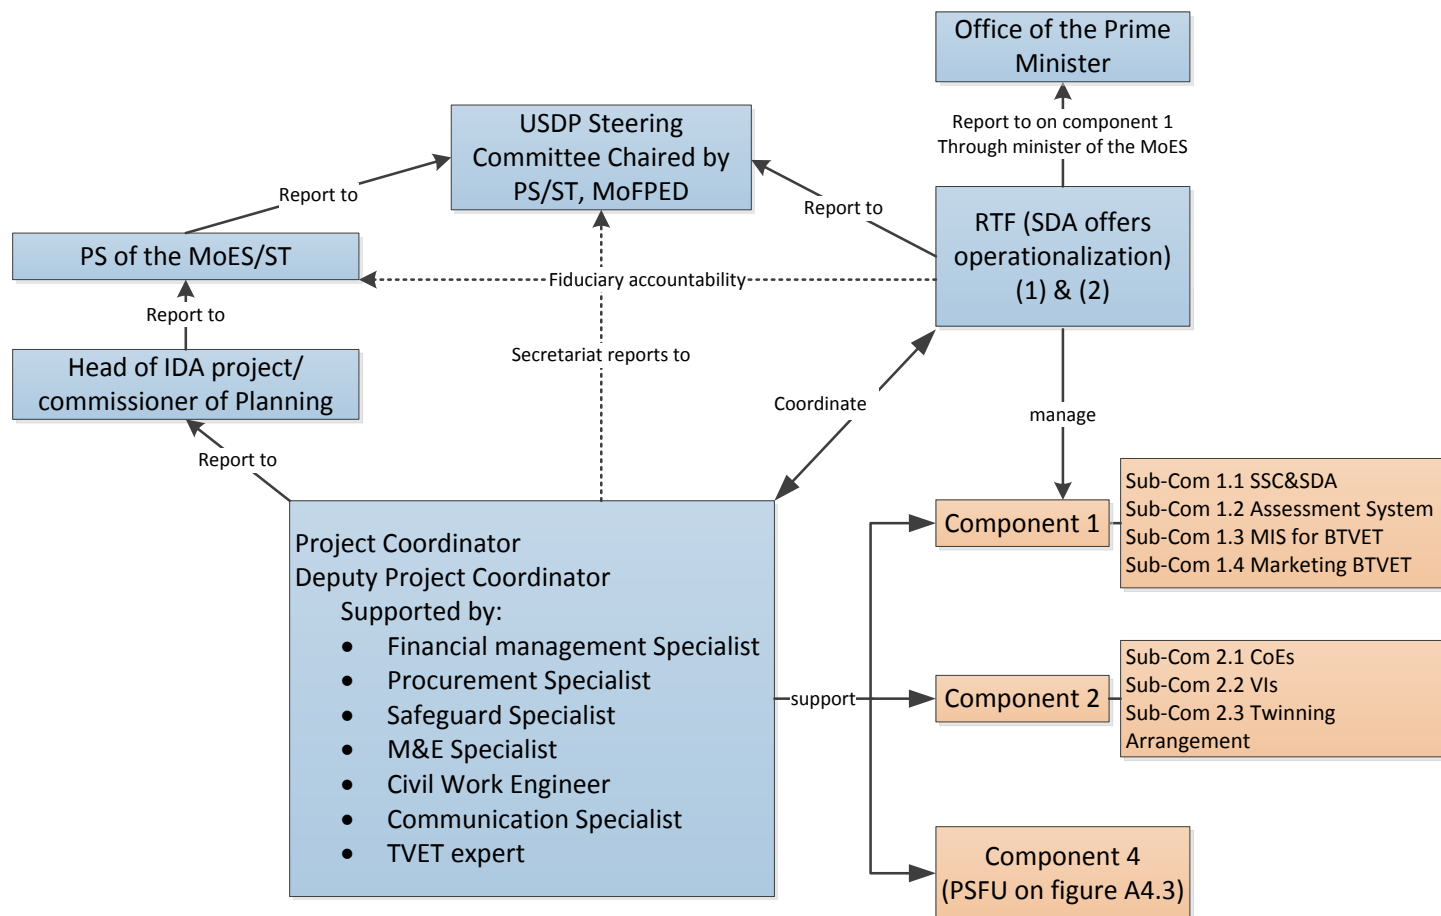 Office of the Prime
Minister
USDP Steering
Committee Chaired by
PS/ST, MoFPED
Report to on component 1
Through minister of the MoES
Report to
Report to
RTF (SDA offers
operationalization)
(1) & (2)
PS of the MoES/ST
Fiduciary accountability
Report to
Secretariat reports to
Head of IDA project/
commissioner of Planning
Coordinate
manage
Report to
Project Coordinator
Deputy Project Coordinator
Supported by:
• Financial management Specialist
• Procurement Specialist
• Safeguard Specialist
• M&E Specialist
• Civil Work Engineer
• Communication Specialist
• TVET expert
support
Component 1
Sub-Com 1.1 SSC&SDA
Sub-Com 1.2 Assessment System
Sub-Com 1.3 MIS for BTVET
Sub-Com 1.4 Marketing BTVET
Component 2
Sub-Com 2.1 CoEs
Sub-Com 2.2 VIs
Sub-Com 2.3 Twinning
Arrangement
Component 4
(PSFU on figure A4.3)